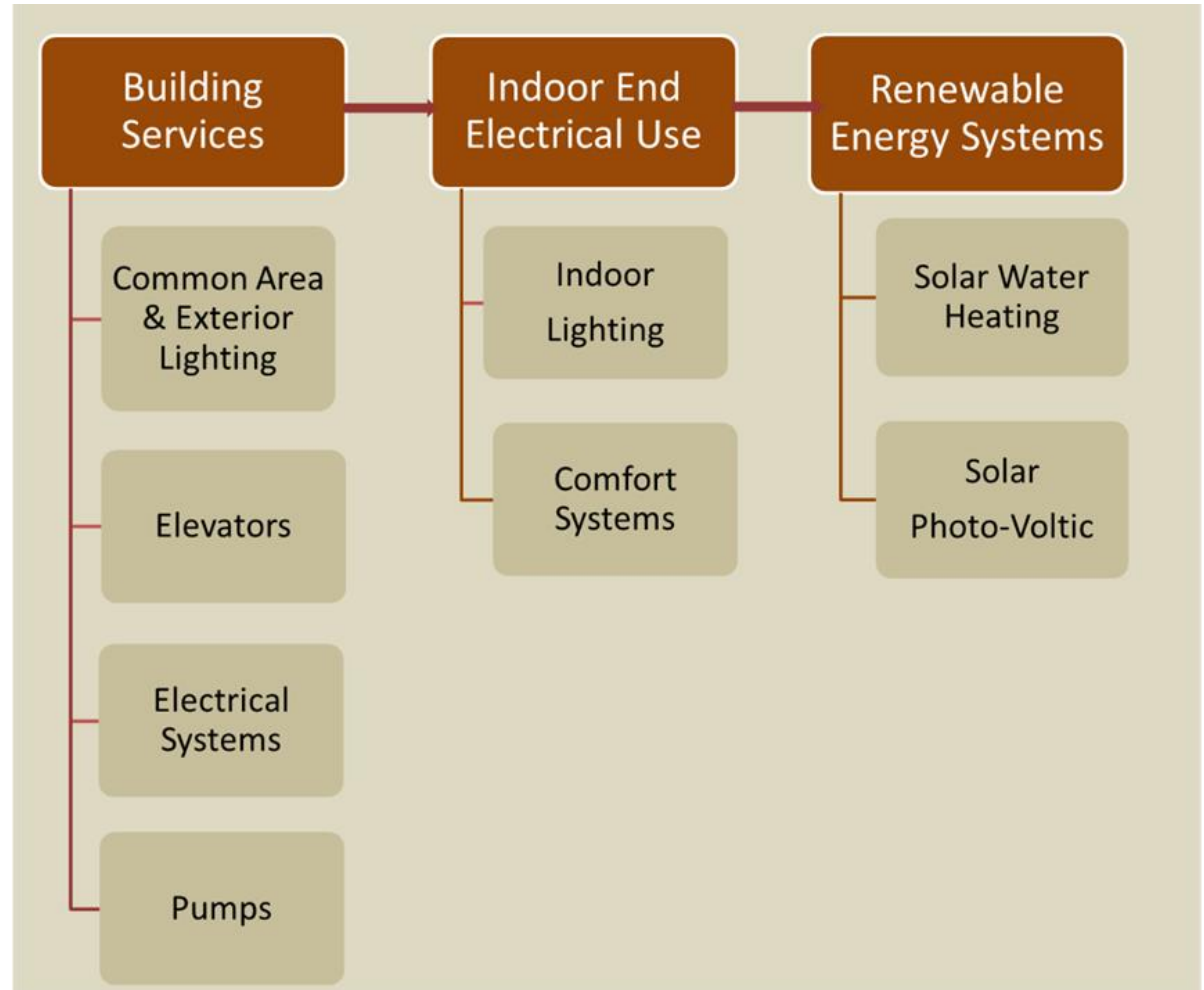 Building
Services
Common Area
& Exterior
Lighting
Elevators
Electrical
Systems
Pumps
Indoor End
Electrical Use
Indoor
Lighting
Comfort
Systems
Renewable
Energy Systems
Solar Water
Heating
Solar
Photo-Voltic